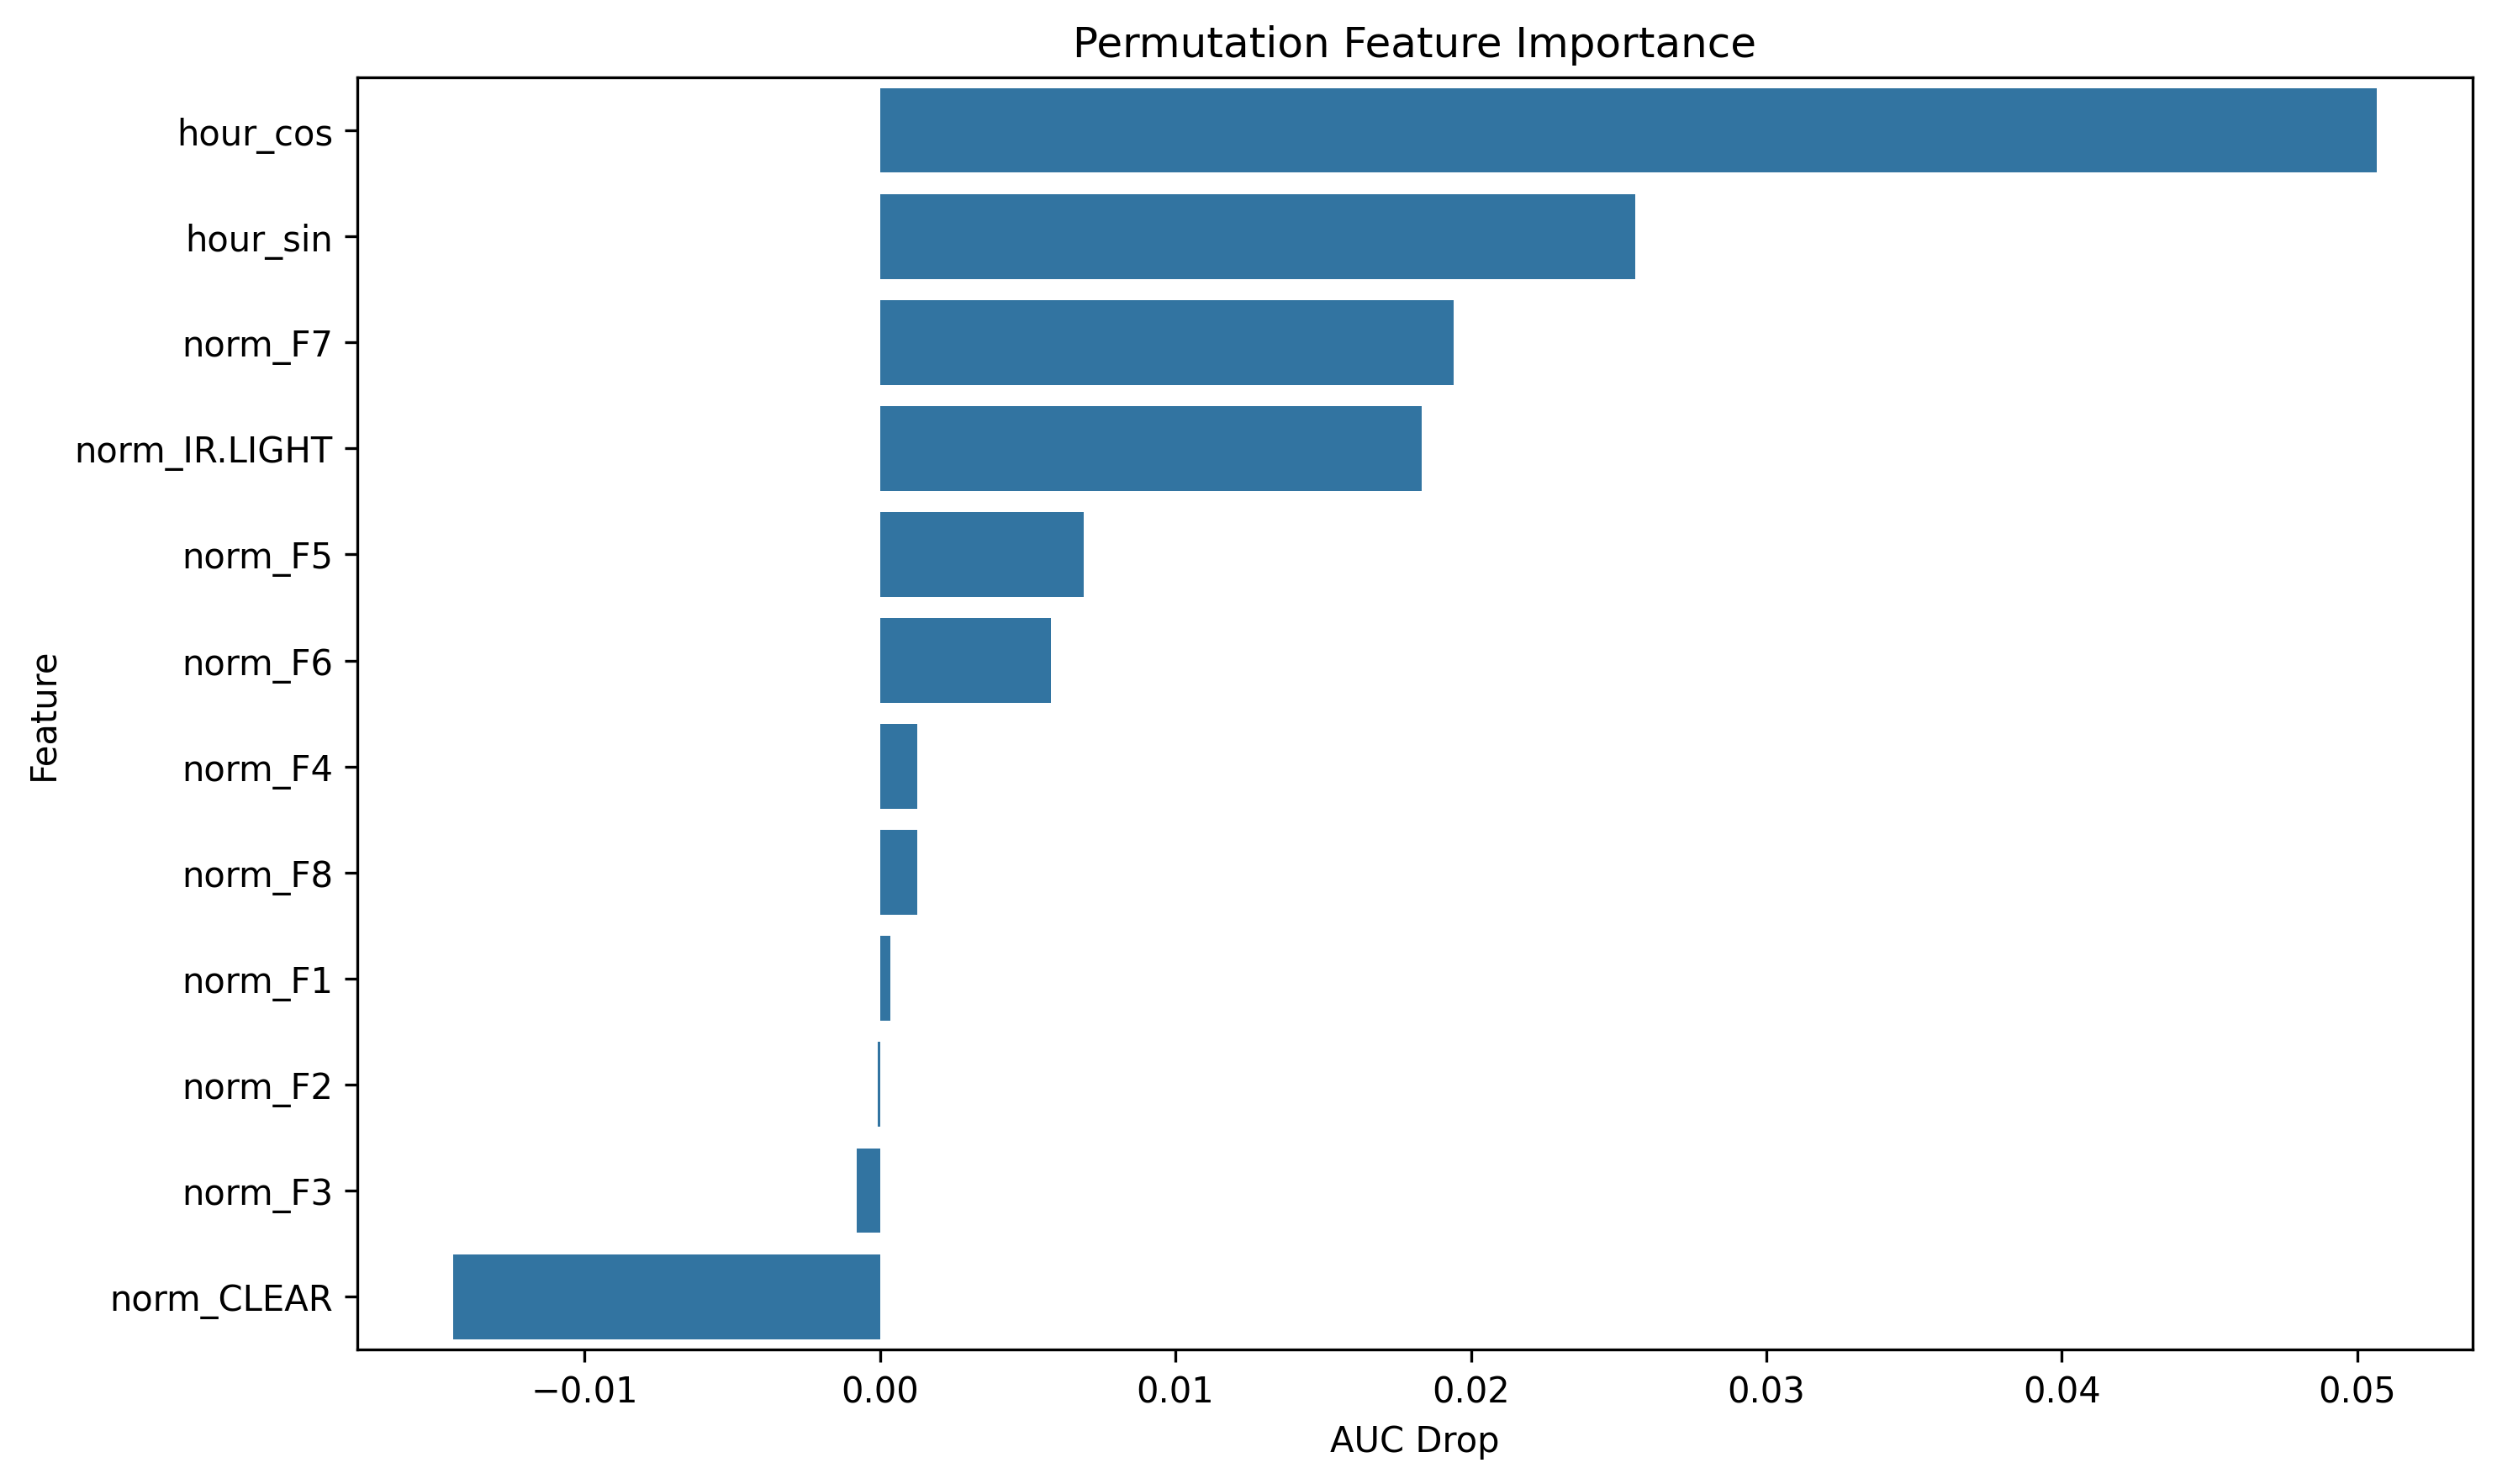 Permutation Feature Importance
hour_cos
hour_sin
norm_F7
norm_IR.LIGHT
norm_F5
norm_F6
norm_F4
norm_F8
norm_F1
norm_F2
norm_F3
norm_CLEAR
Feature
−0.01 0.00 0.01 0.02 0.03 0.04 0.05
AUC Drop